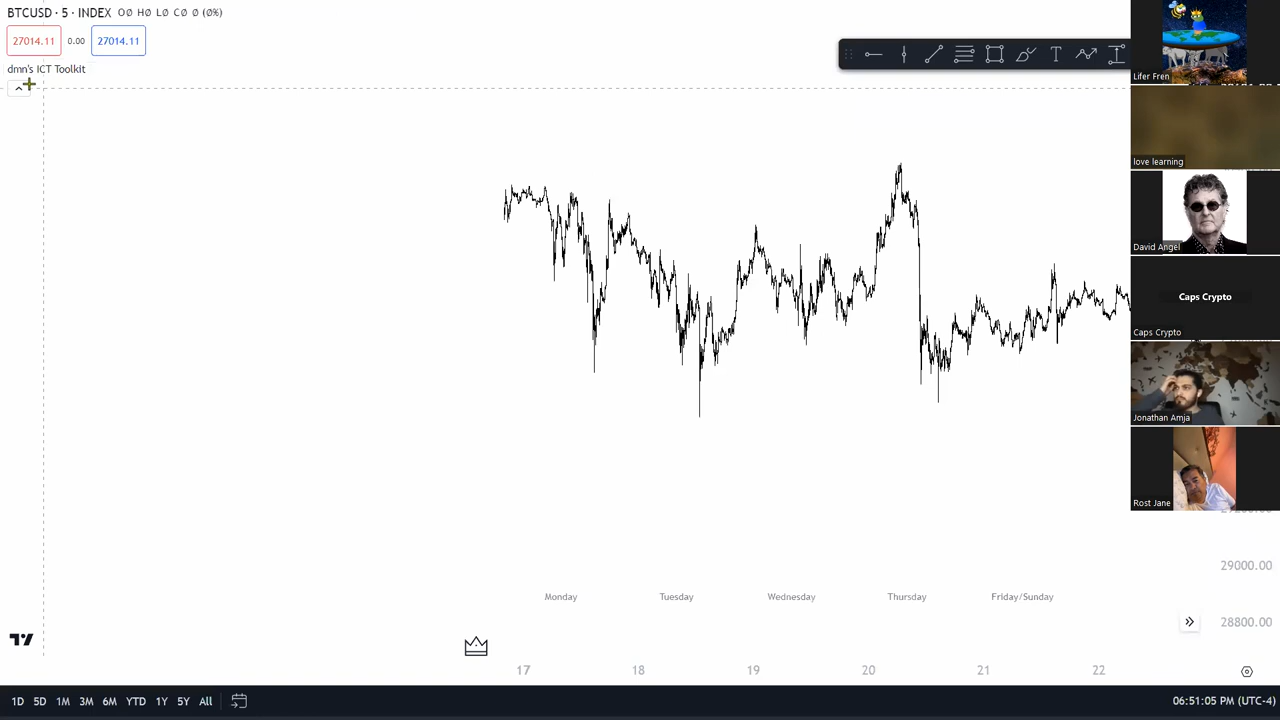 BTCUSD · 5 · INDEX O0 H0 L0 C0 0 (0%)
27014.11 0.00 27014.11
dmn's ICT Toolkit
T
Lifer Fren
love learning
David Angel
Caps Crypto
Caps Crypto
Jonathan Amja
Rost Jane
29000.00
28800.00
Monday Tuesday Wednesday Thursday Friday/Sunday
17 18 19 20 21 22
1D 5D 1M 3M 6M YTD 1Y 5Y All
06:51:05 PM (UTC-4)